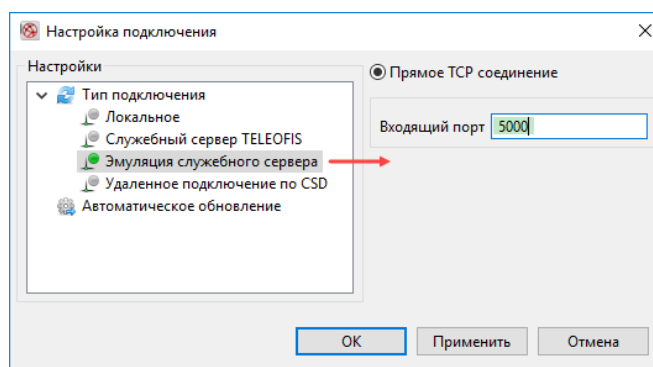 Настройка подключения
Настройки
Тип подключения
Локальное
Служебный сервер TELEOFIS
Эмуляция служебного сервера
Удаленное подключение по CSD
Автоматическое обновление
Прямое TCP соединение
Входящий порт 5000
ОК Применить Отмена